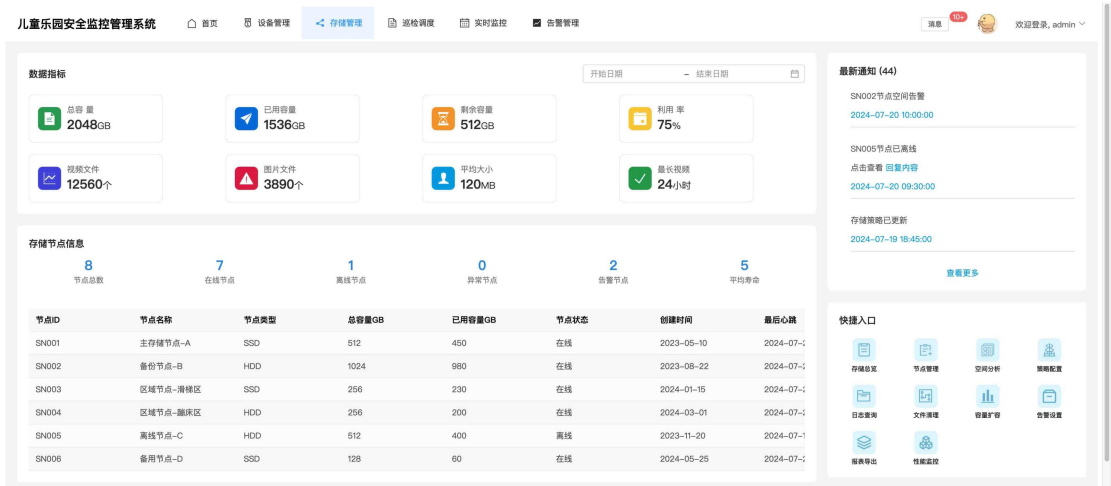 儿童乐园安全监控管理系统 首页 设备管理 存储管理 巡检调度 实时监控 告警管理 消息 10+ 欢迎登录, admin
数据指标 开始日期 – 结束日期
总容 量 已用容量 剩余容量 利用 率
2048GB 1536GB 512GB 75%
视频文件 图片文件 平均大小 最长视频
12560个 3890个 120MB 24小时
存储节点信息
8 7 1 0 2 5
节点总数 在线节点 离线节点 异常节点 告警节点 平均寿命
节点ID 节点名称 节点类型 总容量GB 已用容量GB 节点状态 创建时间 最后心跳
SN001 主存储节点-A SSD 512 450 在线 2023-05-10 2024-07-
SN002 备份节点-B HDD 1024 980 在线 2023-08-22 2024-07-
SN003 区域节点-滑梯区 SSD 256 230 在线 2024-01-15 2024-07-
SN004 区域节点-蹦床区 HDD 256 200 在线 2024-03-01 2024-07-
SN005 离线节点-C HDD 512 400 离线 2023-11-20 2024-07-1
SN006 备用节点-D SSD 128 60 在线 2024-05-25 2024-07-
最新通知 (44)
SN002节点空间告警
2024-07-20 10:00:00
SN005节点已离线
点击查看 回复内容
2024-07-20 09:30:00
存储策略已更新
2024-07-19 18:45:00
查看更多
快捷入口
存储总览 节点管理 空间分析 策略配置
日志查询 文件清理 容量扩容 告警设置
报表导出 性能监控